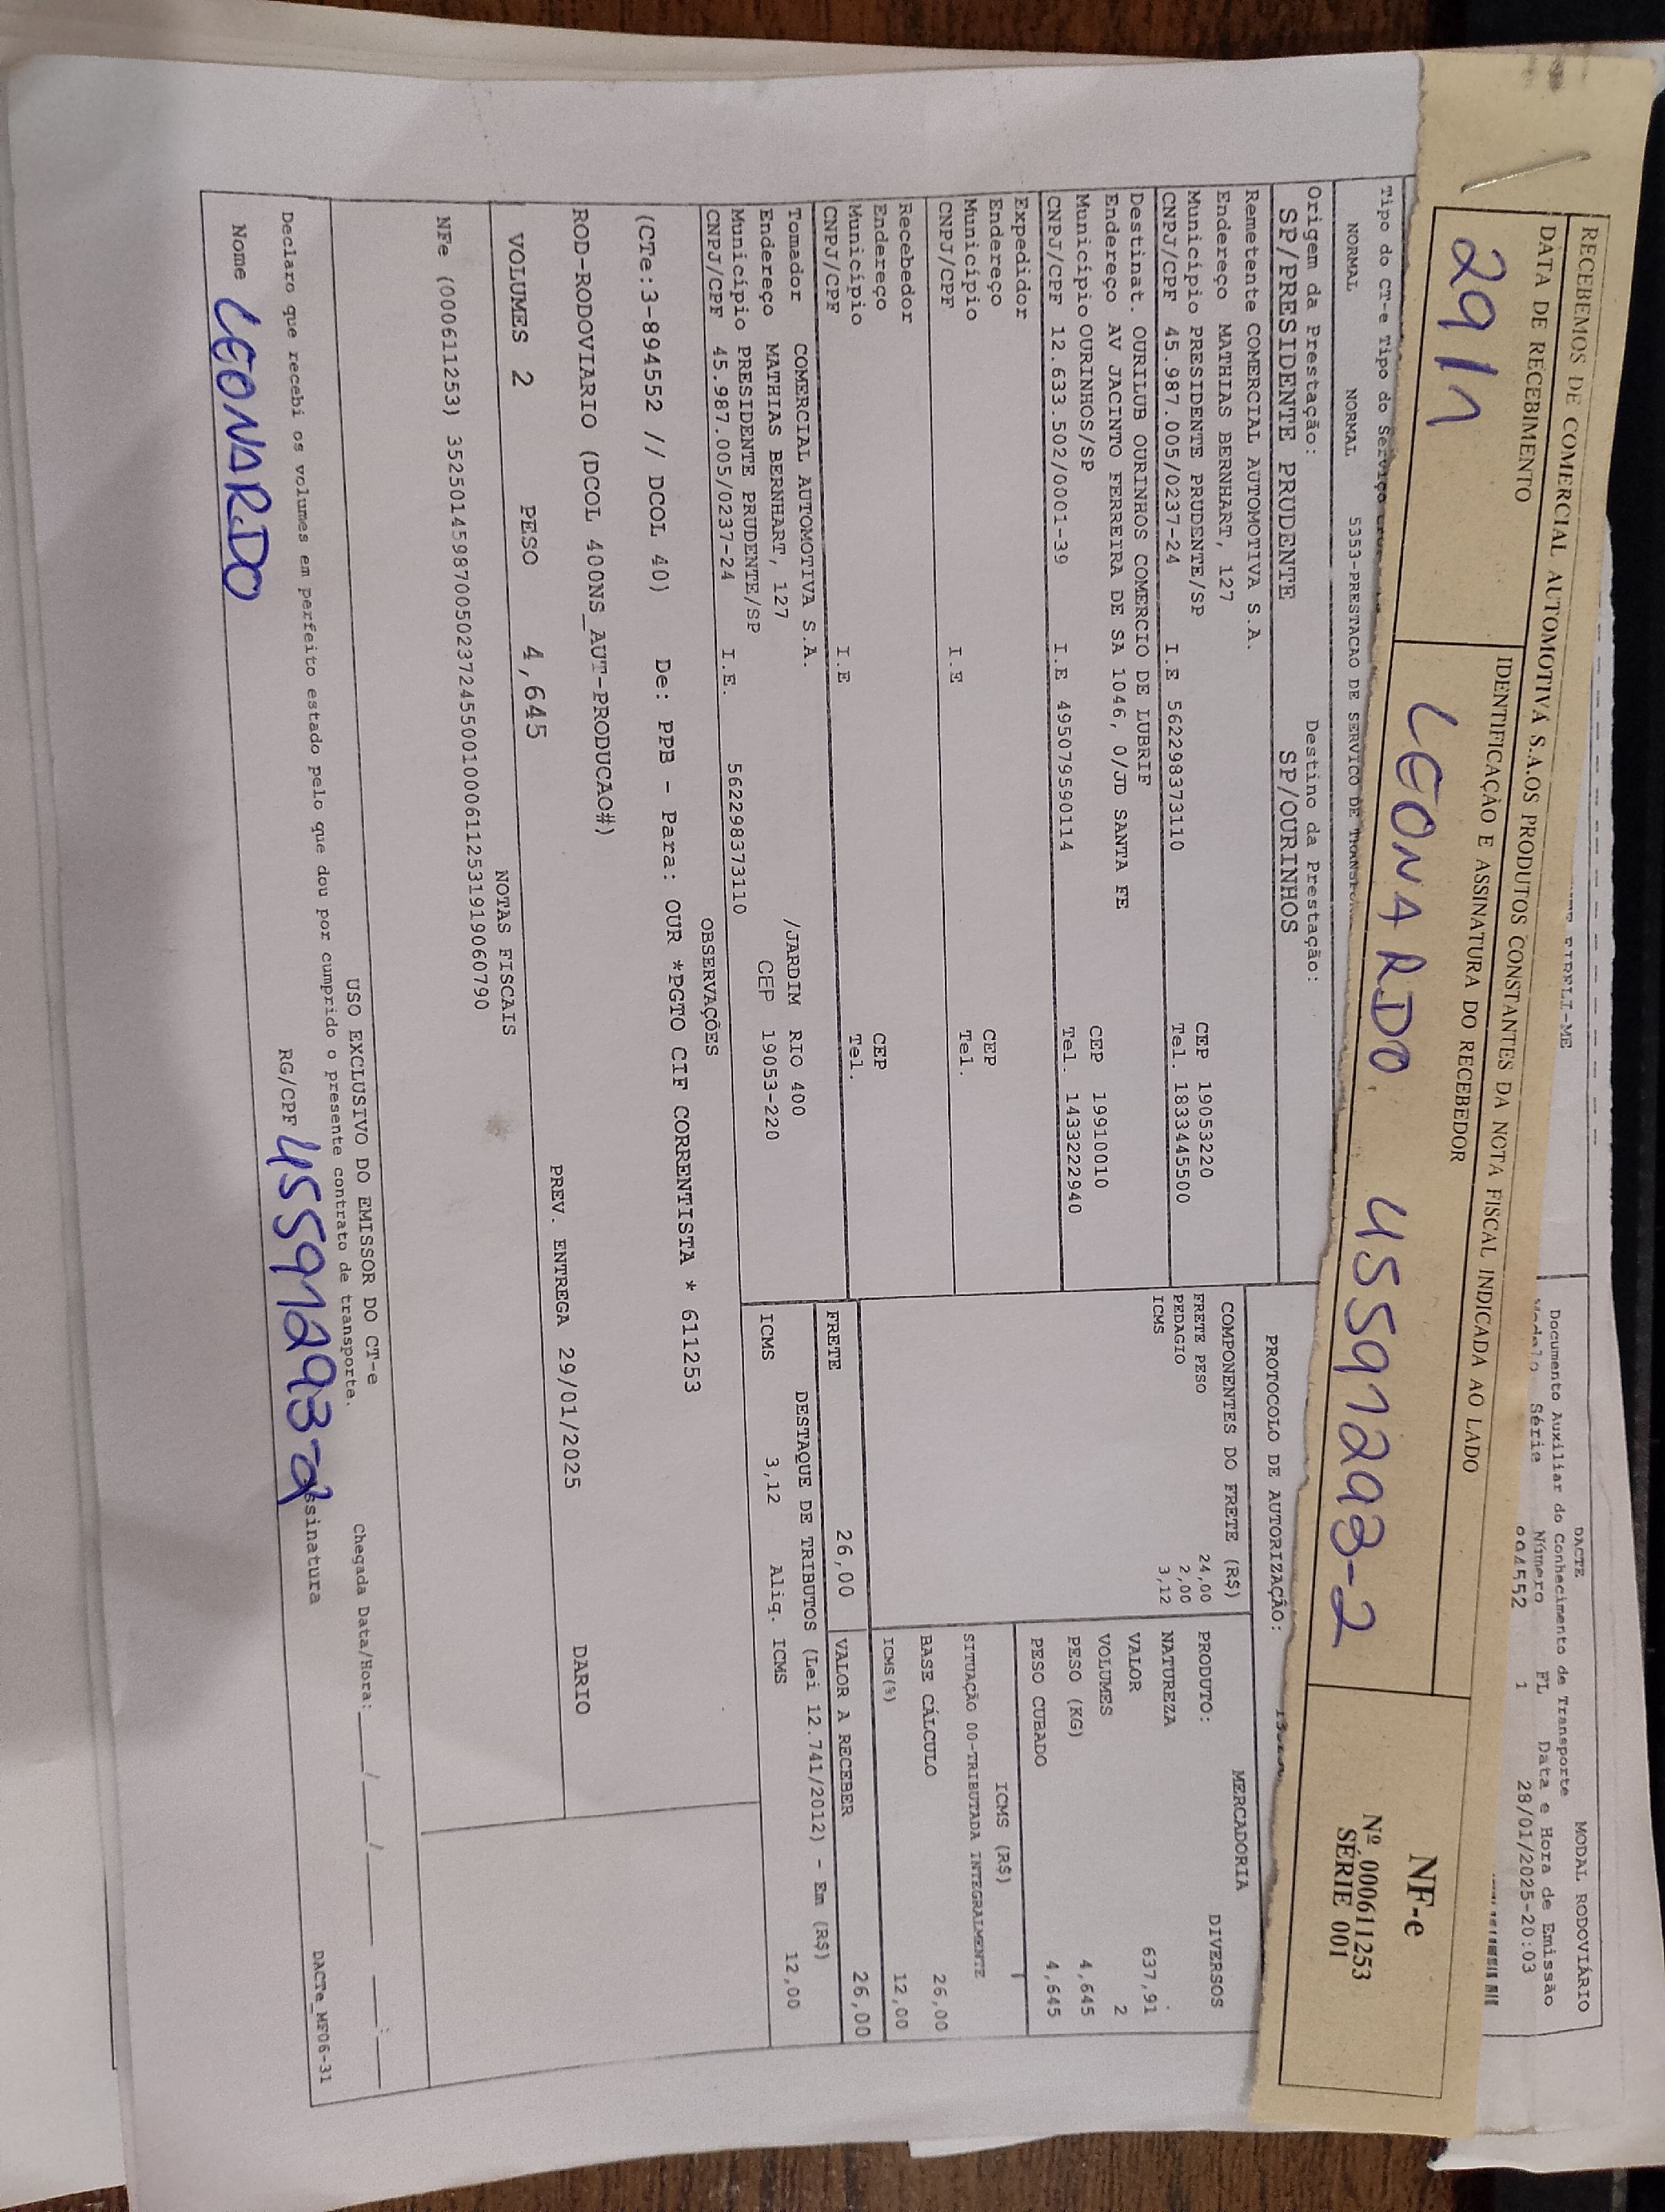 RECEBEMOS DE COMERCIAL AUTOMOTIVA S.A.OS PRODUTOS CONSTANTES DA NOTA FISCAL INDICADA AO LADO
DATA DE RECEBIMENTO
IDENTIFICAÇÃO E ASSINATURA DO RECEBEDOR
29/1
LEONARDO. 45591293-2
NF-e
Nº 000611253
SÉRIE 001
EIRELI-ME
DACTE
MODAL RODOVIÁRIO
Documento Auxiliar do Conhecimento de Transporte
Modelo Série Número FL Data e Hora de Emissão
894552 1 28/01/2025-20:03
Tipo do CT-e Tipo do Serviço
NORMAL NORMAL 5353-PRESTACAO DE SERVICO DE
PROTOCOLO DE AUTORIZAÇÃO:
Origem da Prestação: Destino da Prestação:
SP/PRESIDENTE PRUDENTE SP/OURINHOS
Remetente COMERCIAL AUTOMOTIVA S.A.
Endereço MATHIAS BERNHART, 127
Município PRESIDENTE PRUDENTE/SP CEP 19053220
CNPJ/CPF 45.987.005/0237-24 I.E 562298373110 Tel. 1833445500
Destinat. OURILUB OURINHOS COMERCIO DE LUBRIF
Endereço AV JACINTO FERREIRA DE SA 1046, 0/JD SANTA FE
Município OURINHOS/SP CEP 19910010
CNPJ/CPF 12.633.502/0001-39 I.E 495079590114 Tel. 1433222940
Expedidor
Endereço
Município CEP
CNPJ/CPF I.E Tel.
Recebedor
Endereço
Município CEP
CNPJ/CPF I.E Tel.
Tomador COMERCIAL AUTOMOTIVA S.A.
Endereço MATHIAS BERNHART, 127 /JARDIM RIO 400
Município PRESIDENTE PRUDENTE/SP CEP 19053-220
CNPJ/CPF 45.987.005/0237-24 I.E. 562298373110
COMPONENTES DO FRETE (R$)
FRETE PESO 24,00
PEDAGIO 2,00
ICMS 3,12
MERCADORIA
PRODUTO: DIVERSOS
NATUREZA
VALOR 637,91
VOLUMES 2
PESO (KG) 4,645
PESO CUBADO 4,645
ICMS (R$)
SITUAÇÃO 00-TRIBUTADA INTEGRALMENTE
BASE CÁLCULO 26,00
ICMS(%) 12,00
FRETE 26,00 VALOR A RECEBER 26,00
DESTAQUE DE TRIBUTOS (Lei 12.741/2012) - Em (R$)
ICMS 3,12 Aliq. ICMS 12,00
OBSERVAÇÕES
(CTe:3-894552 // DCOL 40) De: PPB - Para: OUR *PGTO CIF CORRENTISTA * 611253
ROD-RODOVIARIO (DCOL 400NS_AUT-PRODUCAO#)
VOLUMES 2 PESO 4,645 PREV. ENTREGA 29/01/2025 DARIO
NOTAS FISCAIS
NFe (000611253) 35250145987005023724550010006112531919060790
USO EXCLUSIVO DO EMISSOR DO CT-e
Declaro que recebi os volumes em perfeito estado pelo que dou por cumprido o presente contrato de transporte.
Chegada Data/Hora: ___/___/_____ ___:___
Nome LEONARDO RG/CPF 45591293-2 Assinatura
DACTe_MF06-31